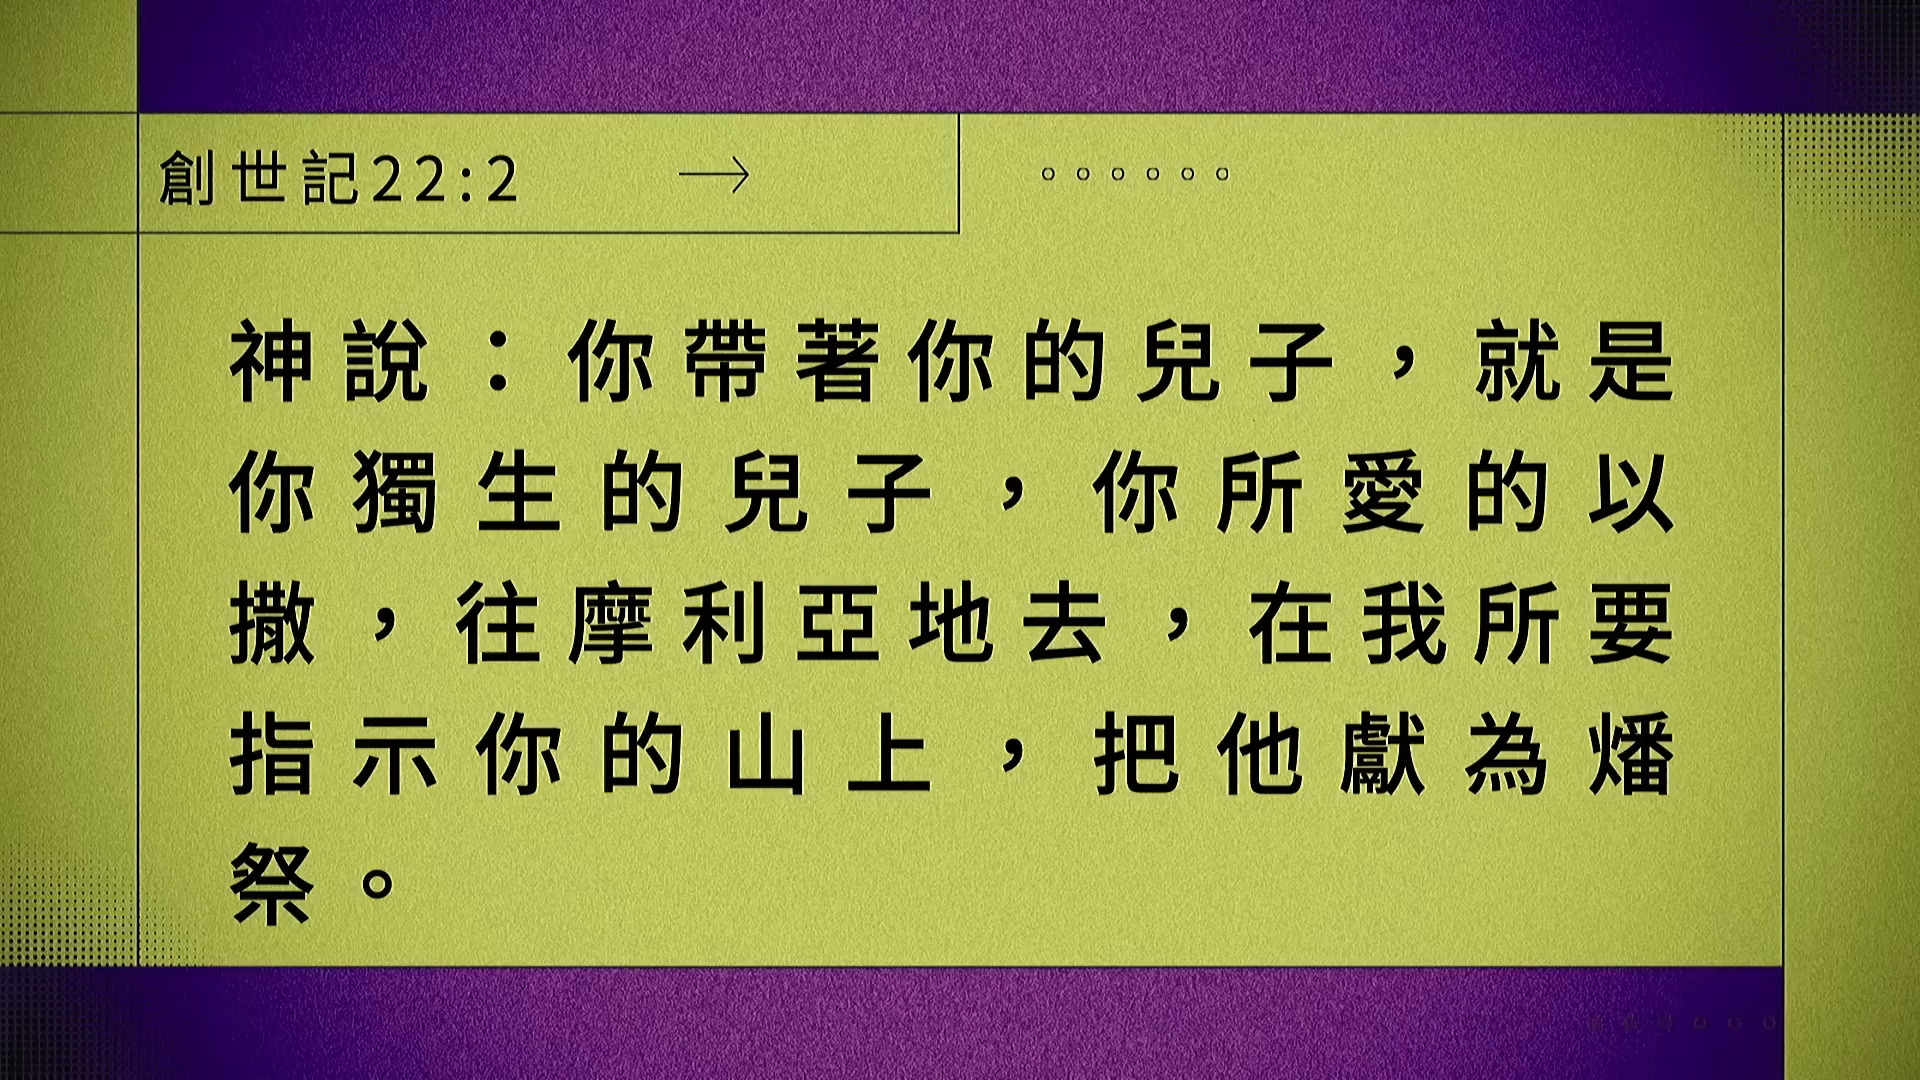 創世記22:2
神說：你帶著你的兒子，就是
你獨生的兒子，你所愛的以
撒，往摩利亞地去，在我所要
指示你的山上，把他獻為燔
祭。